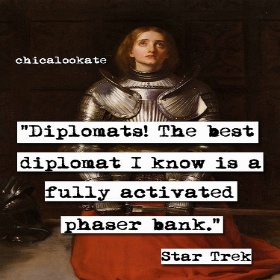 chicalookate
"Diplomats! The best
diplomat I know is a
fully activated
phaser bank."
Star Trek